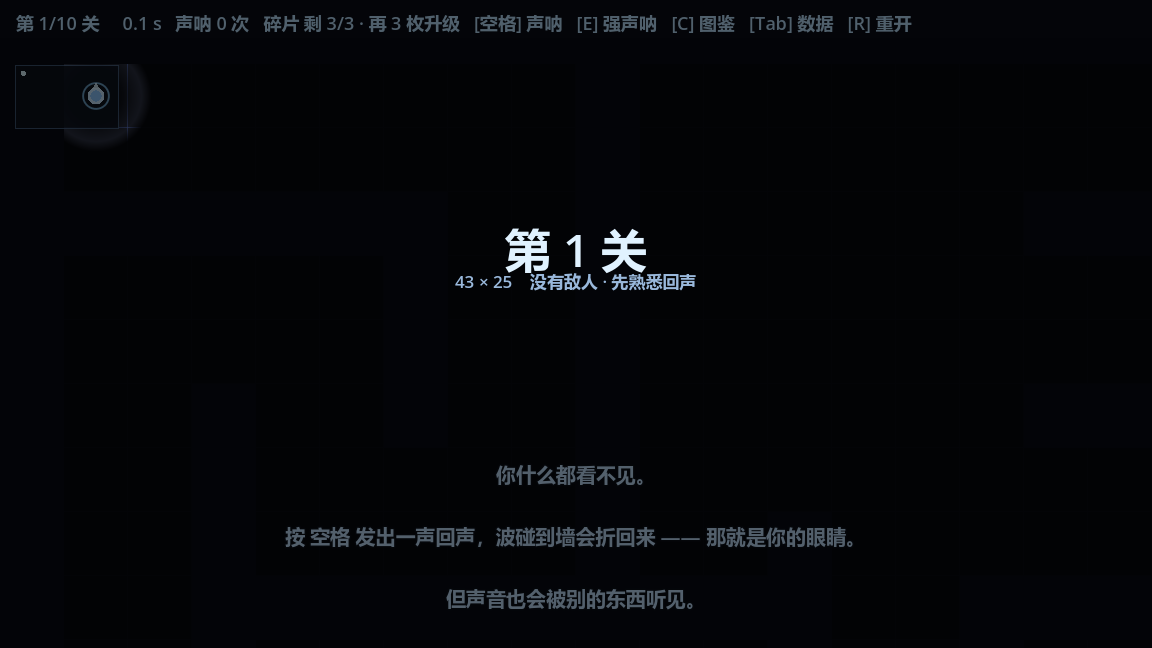 第 1/10 关 0.1 s 声呐 0 次 碎片 剩 3/3 · 再 3 枚升级 [空格] 声呐 [E] 强声呐 [C] 图鉴 [Tab] 数据 [R] 重开
第 1 关
43 × 25 没有敌人 · 先熟悉回声
你什么都看不见。
按 空格 发出一声回声，波碰到墙会折回来 —— 那就是你的眼睛。
但声音也会被别的东西听见。